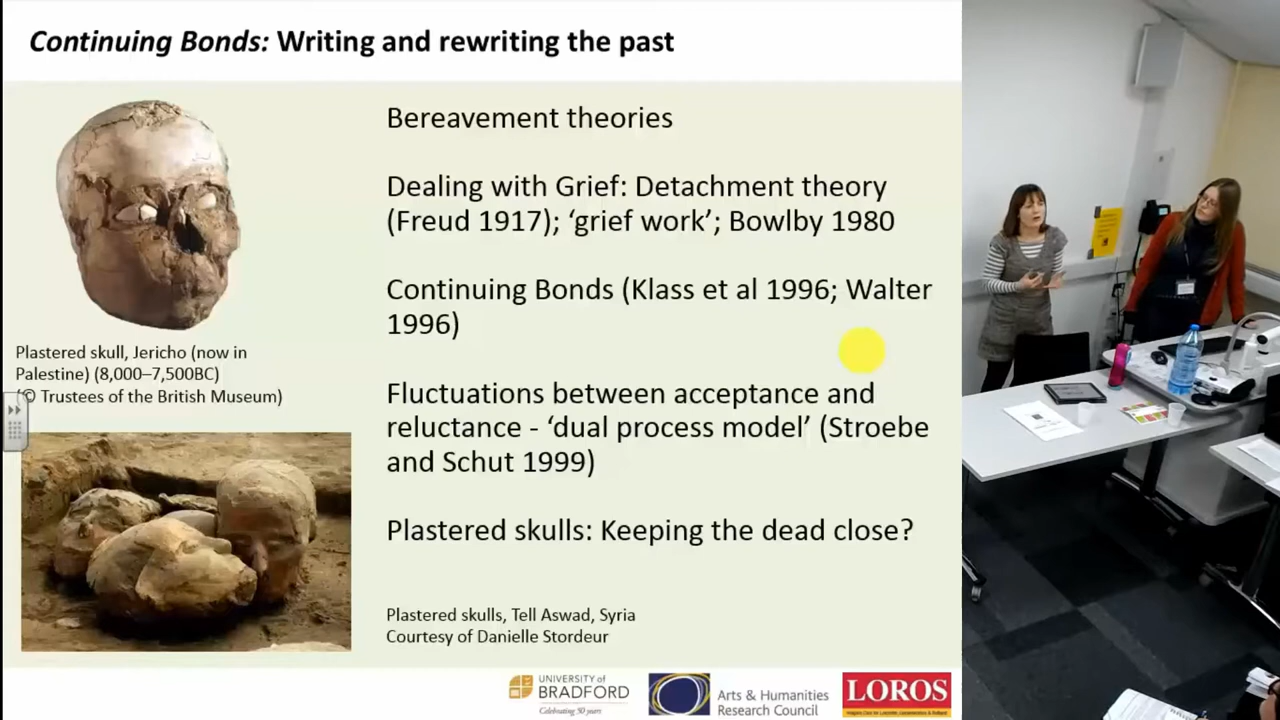 Continuing Bonds: Writing and rewriting the past
Bereavement theories
Dealing with Grief: Detachment theory
(Freud 1917); ‘grief work’; Bowlby 1980
Continuing Bonds (Klass et al 1996; Walter
1996)
Fluctuations between acceptance and
reluctance - ‘dual process model’ (Stroebe
and Schut 1999)
Plastered skulls: Keeping the dead close?
Plastered skull, Jericho (now in
Palestine) (8,000–7,500BC)
(© Trustees of the British Museum)
Plastered skulls, Tell Aswad, Syria
Courtesy of Danielle Stordeur
UNIVERSITY of
BRADFORD
Celebrating 50 years
Arts & Humanities
Research Council
LOROS